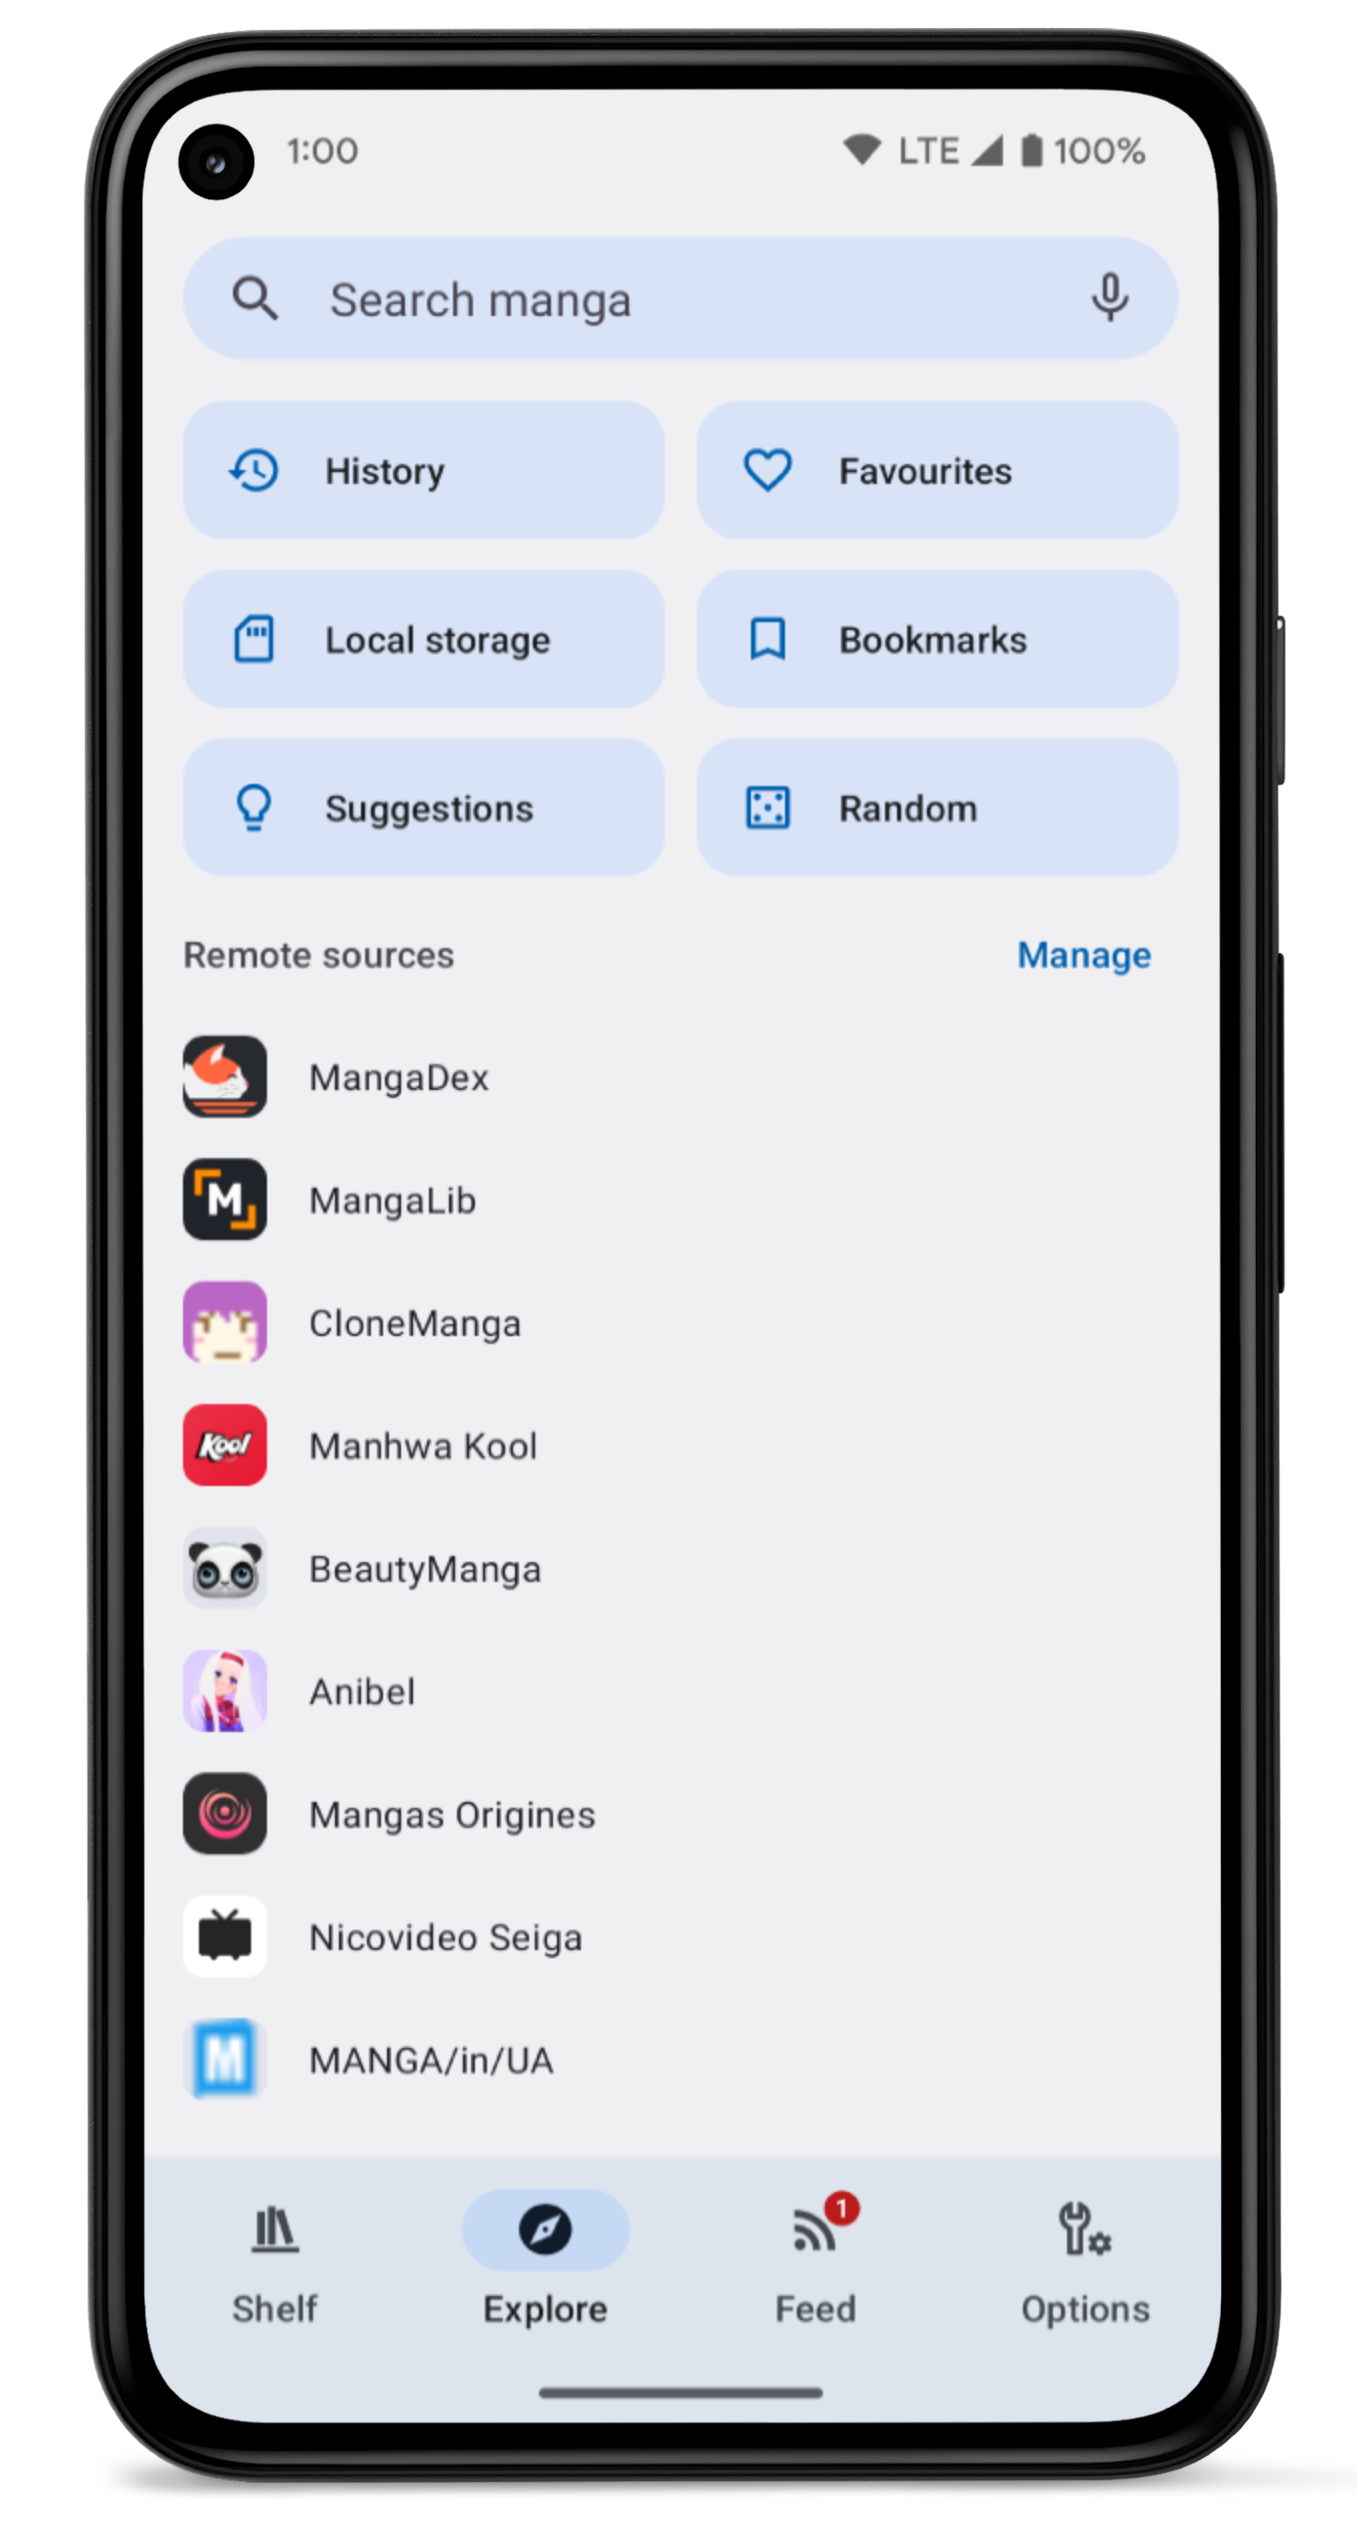 1:00 LTE 100%
Search manga
History Favourites
Local storage Bookmarks
Suggestions Random
Remote sources Manage
MangaDex
M MangaLib
CloneManga
Kool Manhwa Kool
BeautyManga
Anibel
Mangas Origines
Nicovideo Seiga
M MANGA/in/UA
1
Shelf Explore Feed Options